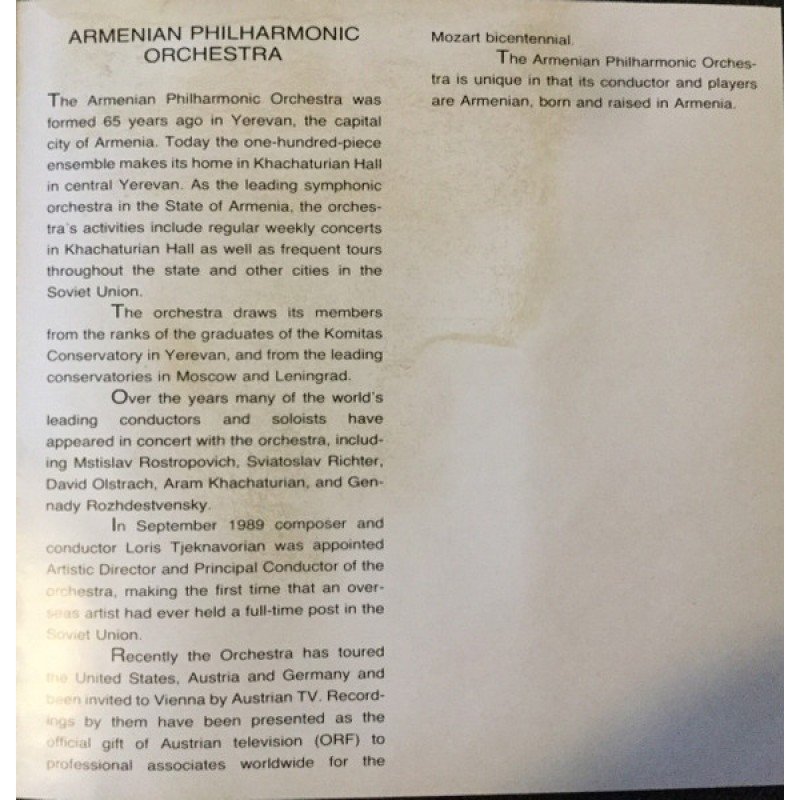 ARMENIAN PHILHARMONIC
ORCHESTRA
The Armenian Philharmonic Orchestra was
formed 65 years ago in Yerevan, the capital
city of Armenia. Today the one-hundred-piece
ensemble makes its home in Khachaturian Hall
in central Yerevan. As the leading symphonic
orchestra in the State of Armenia, the orches-
tra's activities include regular weekly concerts
in Khachaturian Hall as well as frequent tours
throughout the state and other cities in the
Soviet Union.
The orchestra draws its members
from the ranks of the graduates of the Komitas
Conservatory in Yerevan, and from the leading
conservatories in Moscow and Leningrad.
Over the years many of the world's
leading conductors and soloists have
appeared in concert with the orchestra, includ-
ing Mstislav Rostropovich, Sviatoslav Richter,
David Olstrach, Aram Khachaturian, and Gen-
nady Rozhdestvensky.
In September 1989 composer and
conductor Loris Tjeknavorian was appointed
Artistic Director and Principal Conductor of the
orchestra, making the first time that an over-
seas artist had ever held a full-time post in the
Soviet Union.
Recently the Orchestra has toured
the United States, Austria and Germany and
been invited to Vienna by Austrian TV. Record-
ings by them have been presented as the
official gift of Austrian television (ORF) to
professional associates worldwide for the
Mozart bicentennial.
The Armenian Philharmonic Orches-
tra is unique in that its conductor and players
are Armenian, born and raised in Armenia.